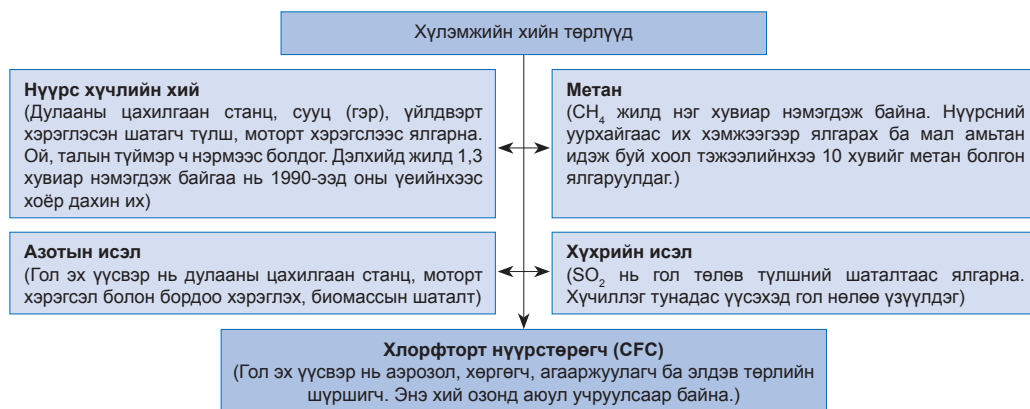 Хүлэмжийн хийн төрлүүд
Нүүрс хүчлийн хий
(Дулааны цахилгаан станц, сууц (гэр), үйлдвэрт
хэрэглэсэн шатагч түлш, моторт хэрэгслээс ялгарна.
Ой, талын түймэр ч нэрмээс болдог. Дэлхийд жилд 1,3
хувиар нэмэгдэж байгаа нь 1990-ээд оны үеийнхээс
хоёр дахин их)
Метан
(CH₄ жилд нэг хувиар нэмэгдэж байна. Нүүрсний
уурхайгаас их хэмжээгээр ялгарах ба мал амьтан
идэж буй хоол тэжээлийнхээ 10 хувийг метан болгон
ялгаруулдаг.)
Азотын исэл
(Гол эх үүсвэр нь дулааны цахилгаан станц, моторт
хэрэгсэл болон бордоо хэрэглэх, биомассын шаталт)
Хүхрийн исэл
(SO₂ нь гол төлөв түлшний шаталтаас ялгарна.
Хүчиллэг тунадас үүсэхэд гол нөлөө үзүүлдэг)
Хлорфторт нүүрстөрөгч (CFC)
(Гол эх үүсвэр нь аэрозол, хөргөгч, агааржуулагч ба элдэв төрлийн
шүршигч. Энэ хий озонд аюул учруулсаар байна.)